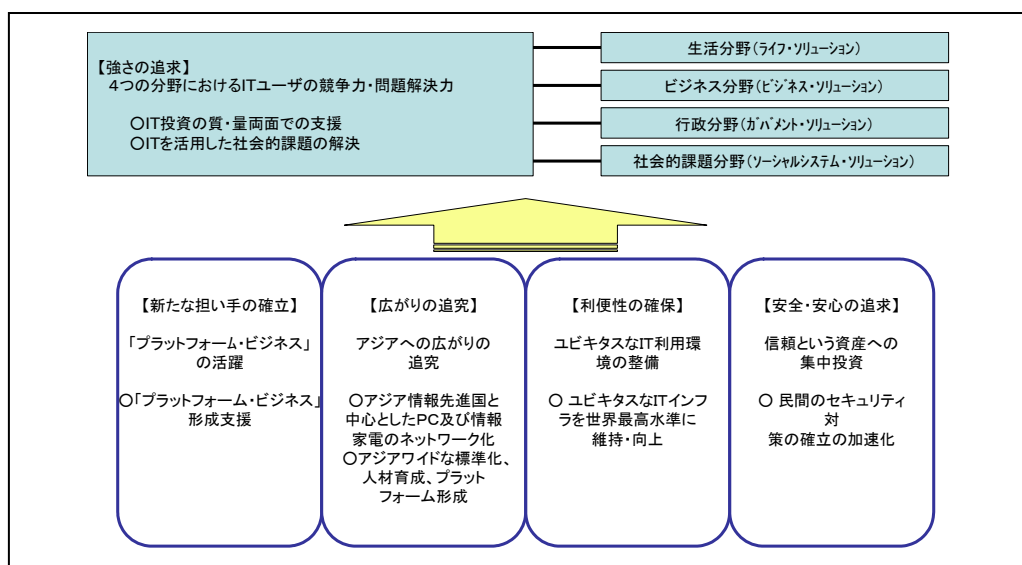 【強さの追求】
4つの分野におけるITユーザの競争力・問題解決力
○IT投資の質・量両面での支援
○ITを活用した社会的課題の解決
生活分野(ライフ・ソリューション)
ビジネス分野(ビジネス・ソリューション)
行政分野(ガバメント・ソリューション)
社会的課題分野(ソーシャルシステム・ソリューション)
【新たな担い手の確立】
「プラットフォーム・ビジネス」
の活躍
○「プラットフォーム・ビジネス」
形成支援
【広がりの追究】
アジアへの広がりの
追究
○アジア情報先進国と
中心としたPC及び情報
家電のネットワーク化
○アジアワイドな標準化、
人材育成、プラット
フォーム形成
【利便性の確保】
ユビキタスなIT利用環
境の整備
○ ユビキタスなITインフ
ラを世界最高水準に
維持・向上
【安全・安心の追求】
信頼という資産への
集中投資
○ 民間のセキュリティ
対
策の確立の加速化